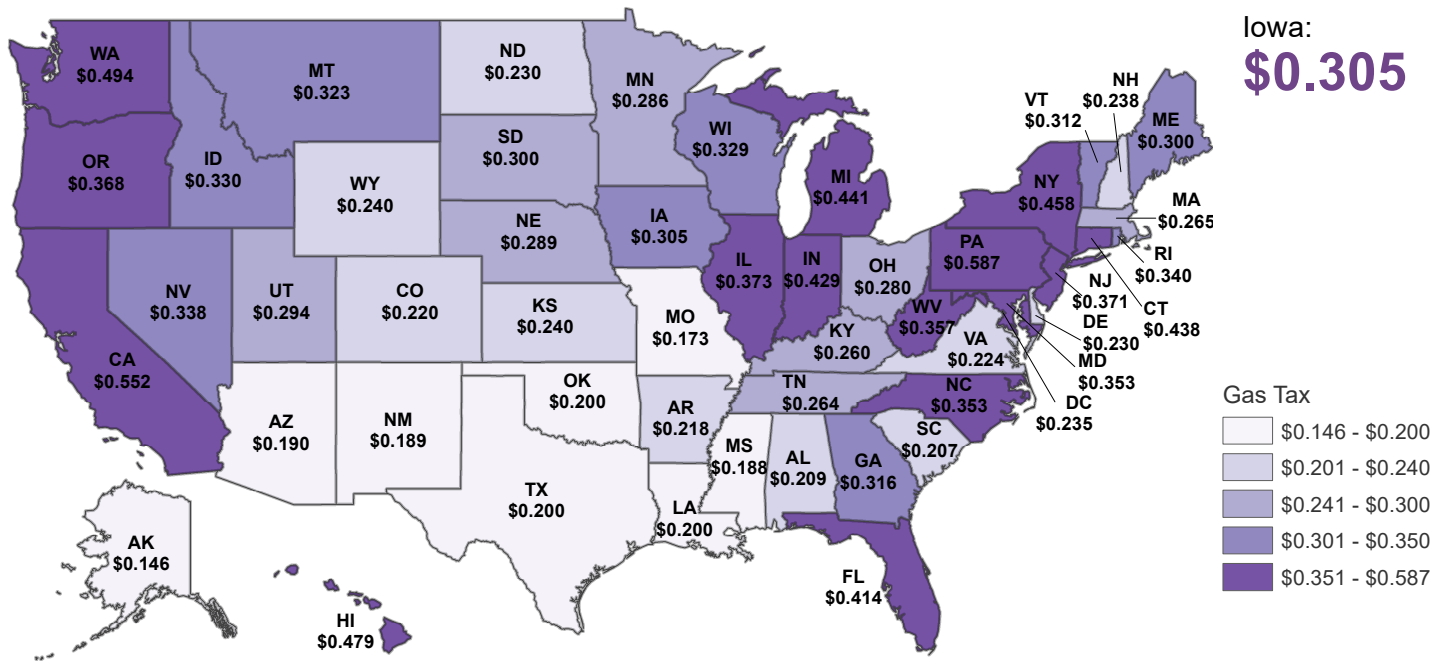 Iowa:
$0.305
WA
$0.494
MT
$0.323
ND
$0.230
MN
$0.286
VT
$0.312
NH
$0.238
ME
$0.300
OR
$0.368
ID
$0.330
WY
$0.240
SD
$0.300
WI
$0.329
MI
$0.441
NY
$0.458
MA
$0.265
NE
$0.289
IA
$0.305
PA
$0.587
RI
$0.340
NV
$0.338
UT
$0.294
CO
$0.220
KS
$0.240
MO
$0.173
IL
$0.373
IN
$0.429
OH
$0.280
NJ
$0.371
CT
$0.438
WV
$0.357
DE
$0.230
CA
$0.552
KY
$0.260
VA
$0.224
MD
$0.353
OK
$0.200
AR
$0.218
TN
$0.264
NC
$0.353
DC
$0.235
AZ
$0.190
NM
$0.189
MS
$0.188
AL
$0.209
GA
$0.316
SC
$0.207
TX
$0.200
LA
$0.200
AK
$0.146
FL
$0.414
HI
$0.479
Gas Tax
$0.146 - $0.200
$0.201 - $0.240
$0.241 - $0.300
$0.301 - $0.350
$0.351 - $0.587